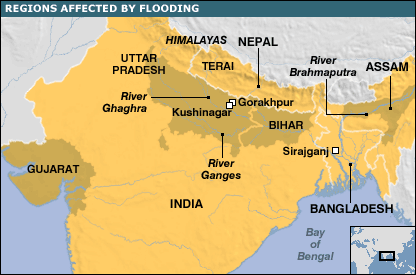 REGIONS AFFECTED BY FLOODING
HIMALAYAS
NEPAL
UTTAR
PRADESH
TERAI
River
Brahmaputra
ASSAM
River
Ghaghra
Gorakhpur
Kushinagar
BIHAR
Sirajganj
GUJARAT
River
Ganges
INDIA
BANGLADESH
Bay
of
Bengal